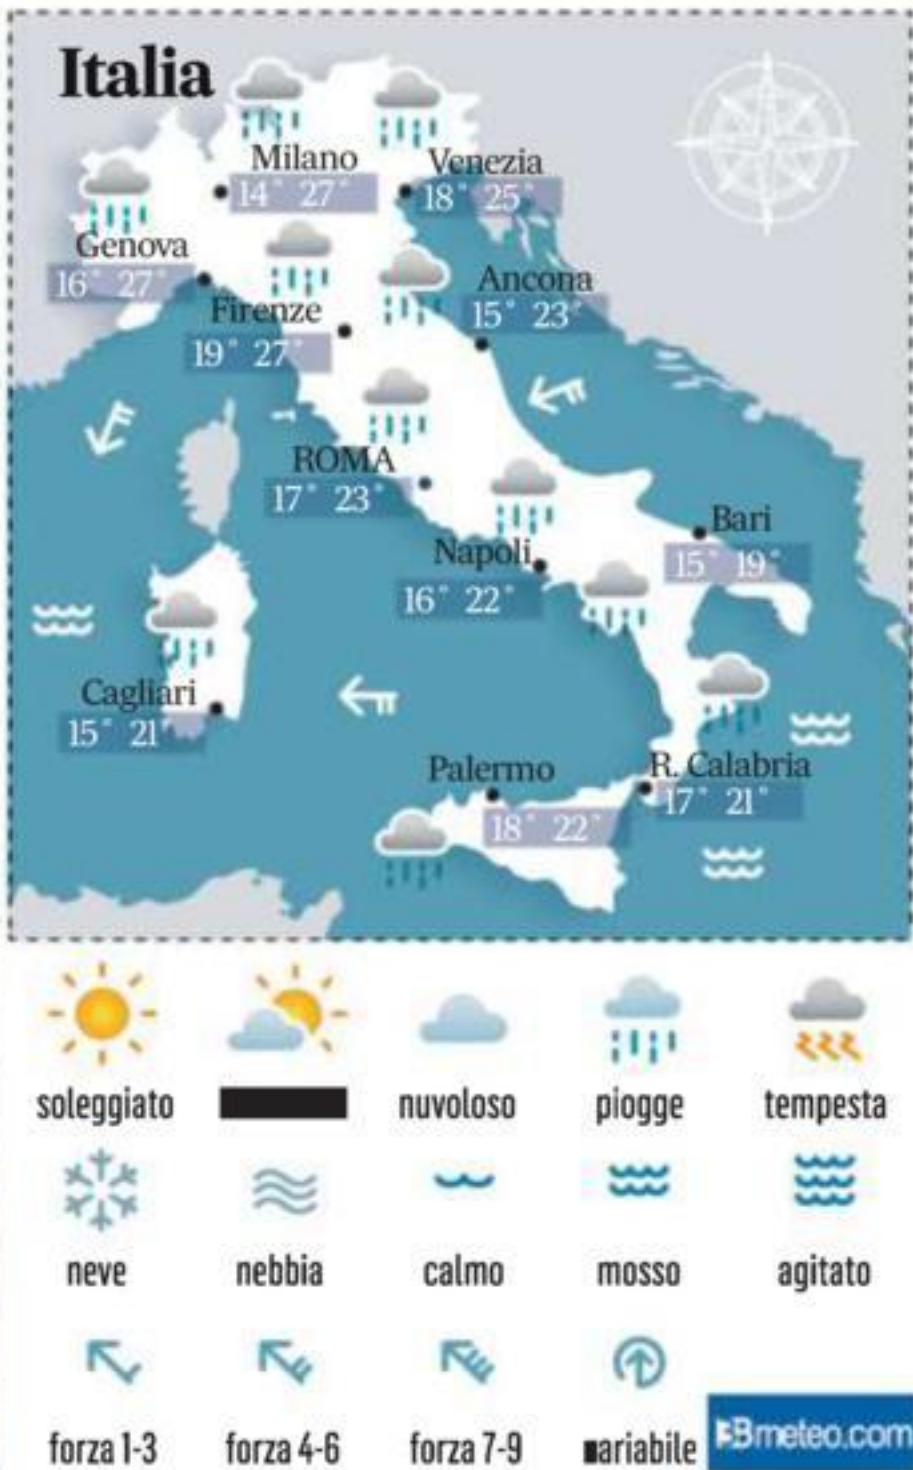 Italia
Milano
14° 27°
Venezia
18° 25°
Genova
16° 27°
Ancona
15° 23°
Firenze
19° 27°
ROMA
17° 23°
Bari
15° 19°
Napoli
16° 22°
Cagliari
15° 21°
Palermo
18° 22°
R. Calabria
17° 21°
soleggiato
nuvoloso
piogge
tempesta
neve
nebbia
calmo
mosso
agitato
forza 1-3
forza 4-6
forza 7-9
ariabile
3Bmeteo.com